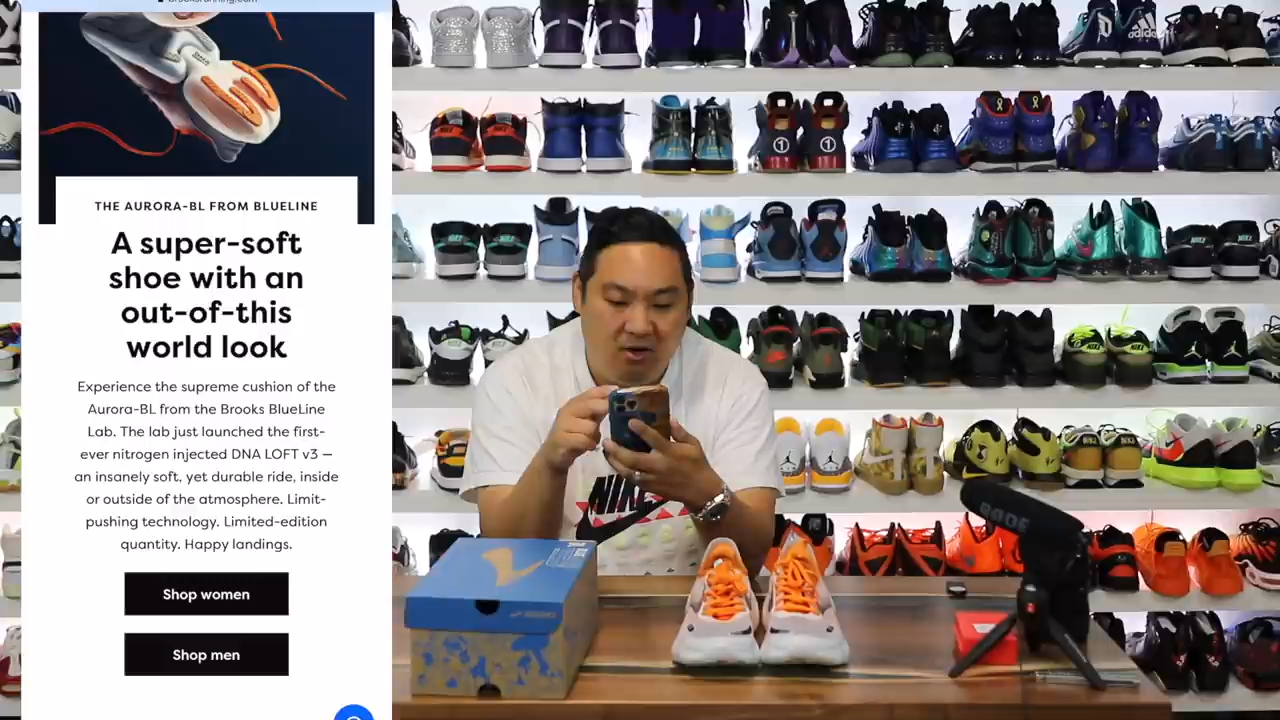 THE AURORA-BL FROM BLUELINE
A super-soft
shoe with an
out-of-this
world look
Experience the supreme cushion of the
Aurora-BL from the Brooks BlueLine
Lab. The lab just launched the first-
ever nitrogen injected DNA LOFT v3 —
an insanely soft, yet durable ride, inside
or outside of the atmosphere. Limit-
pushing technology. Limited-edition
quantity. Happy landings.
Shop women
Shop men
NIKE
RODE
adidas